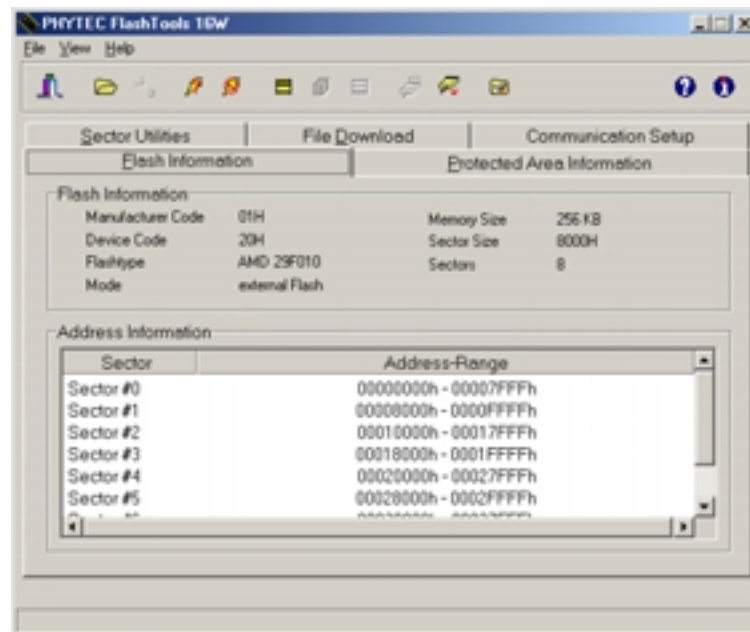 PHYTEC FlashTools 16W
File View Help
Sector Utilities File Download Communication Setup
Flash Information Protected Area Information
Flash Information
Manufacturer Code 01H Memory Size 256 KB
Device Code 20H Sector Size 8000H
Flashtype AMD 29F010 Sectors 8
Mode external Flash
Address Information
Sector Address-Range
Sector #0 00000000h - 00007FFFh
Sector #1 00008000h - 0000FFFFh
Sector #2 00010000h - 00017FFFh
Sector #3 00018000h - 0001FFFFh
Sector #4 00020000h - 00027FFFh
Sector #5 00028000h - 0002FFFFh